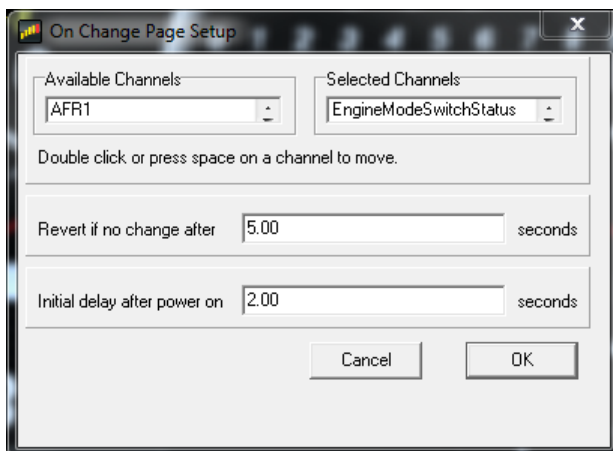 On Change Page Setup
Available Channels
Selected Channels
AFR1
EngineModeSwitchStatus
Double click or press space on a channel to move.
Revert if no change after 5.00 seconds
Initial delay after power on 2.00 seconds
Cancel OK